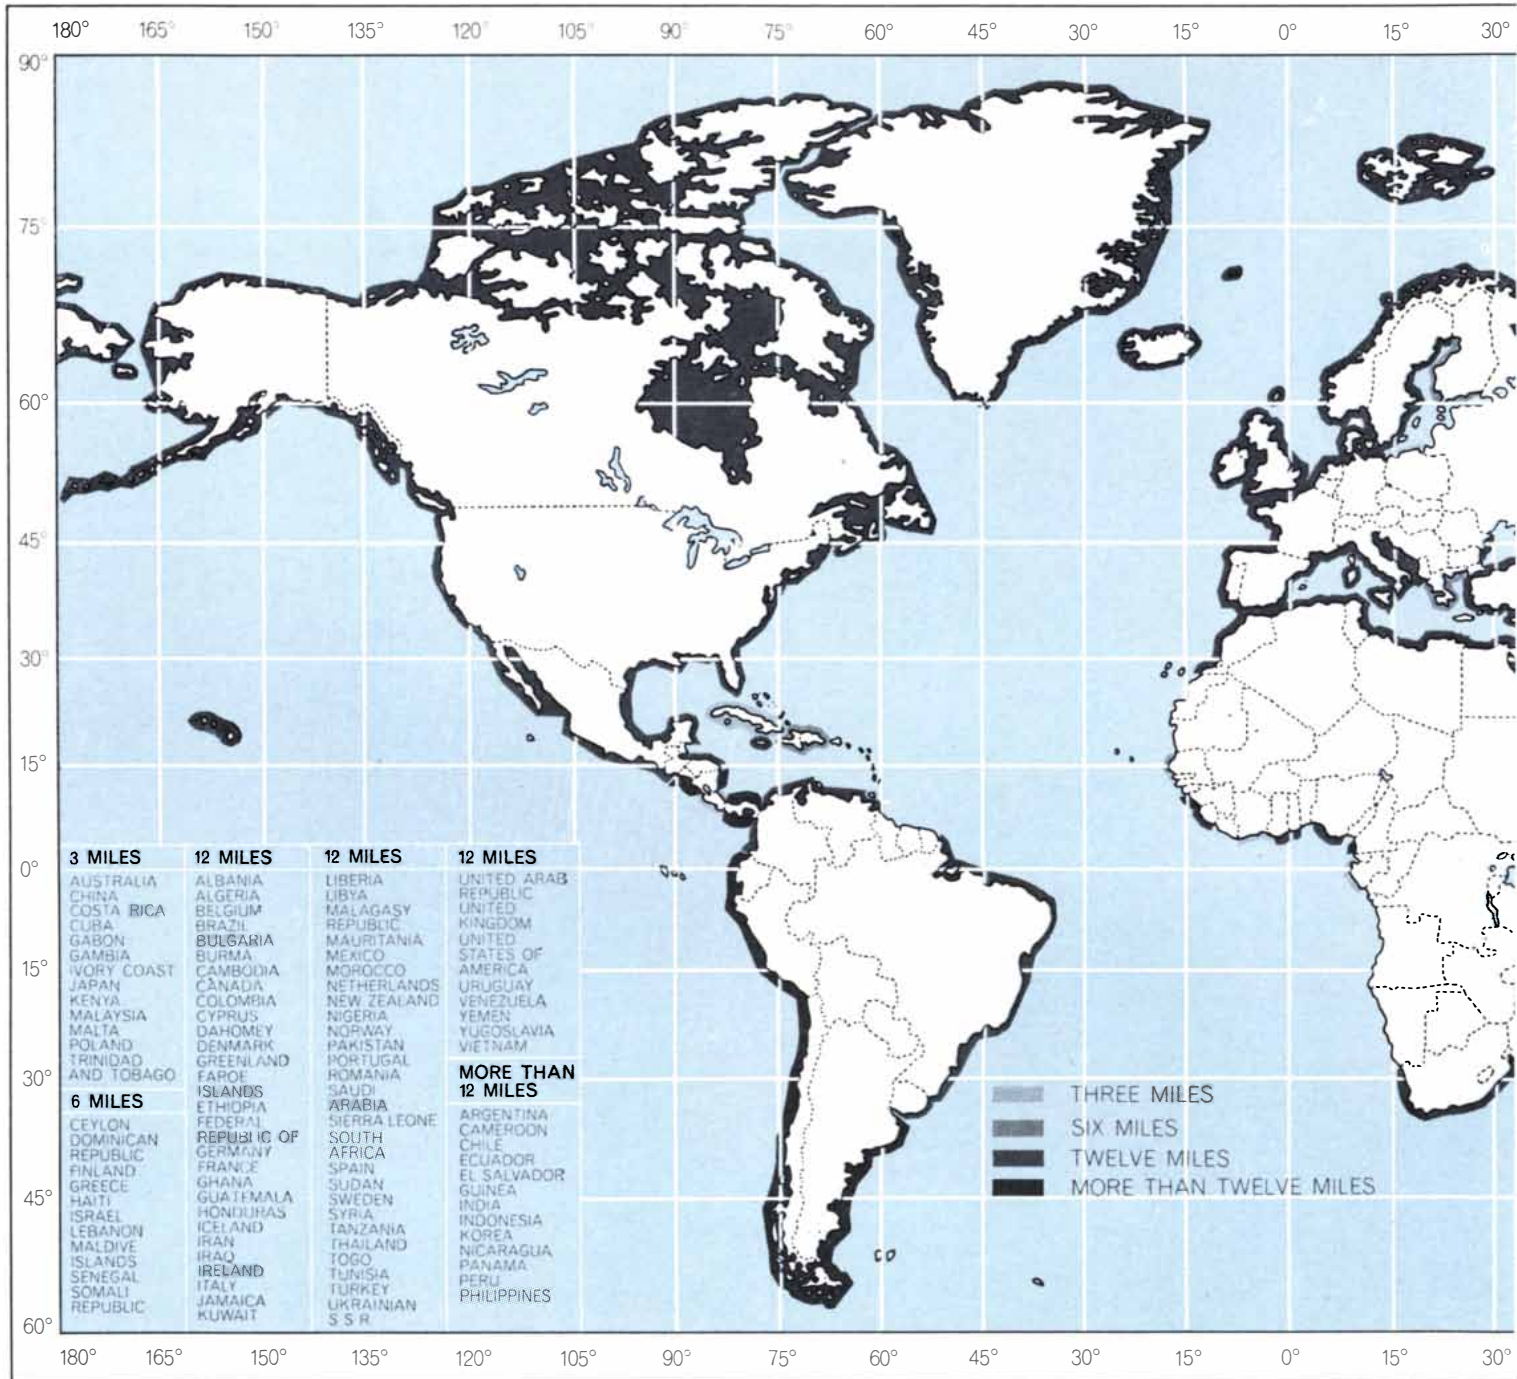 180° 165° 150° 135° 120° 105° 90° 75° 60° 45° 30° 15° 0° 15° 30°
90°
75°
60°
45°
30°
15°
0°
15°
30°
45°
60°
3 MILES
AUSTRALIA
CHINA
COSTA RICA
CUBA
GABON
GAMBIA
IVORY COAST
JAPAN
KENYA
MALAYSIA
MALTA
POLAND
TRINIDAD
AND TOBAGO
6 MILES
CEYLON
DOMINICAN
REPUBLIC
FINLAND
GREECE
HAITI
ISRAEL
LEBANON
MALDIVE
ISLANDS
SENEGAL
SOMALI
REPUBLIC
12 MILES
ALBANIA
ALGERIA
BELGIUM
BRAZIL
BULGARIA
BURMA
CAMBODIA
CANADA
COLOMBIA
CYPRUS
DAHOMEY
DENMARK
GREENLAND
FAROE
ISLANDS
ETHIOPIA
FEDERAL
REPUBLIC OF
GERMANY
FRANCE
GHANA
GUATEMALA
HONDURAS
ICELAND
IRAN
IRAQ
IRELAND
ITALY
JAMAICA
KUWAIT
12 MILES
LIBERIA
LIBYA
MALAGASY
REPUBLIC
MAURITANIA
MEXICO
MOROCCO
NETHERLANDS
NEW ZEALAND
NIGERIA
NORWAY
PAKISTAN
PORTUGAL
ROMANIA
SAUDI
ARABIA
SIERRA LEONE
SOUTH
AFRICA
SPAIN
SUDAN
SWEDEN
SYRIA
TANZANIA
THAILAND
TOGO
TUNISIA
TURKEY
UKRAINIAN
S S R
12 MILES
UNITED ARAB
REPUBLIC
UNITED
KINGDOM
UNITED
STATES OF
AMERICA
URUGUAY
VENEZUELA
YEMEN
YUGOSLAVIA
VIETNAM
MORE THAN
12 MILES
ARGENTINA
CAMEROON
CHILE
ECUADOR
EL SALVADOR
GUINEA
INDIA
INDONESIA
KOREA
NICARAGUA
PANAMA
PERU
PHILIPPINES
THREE MILES
SIX MILES
TWELVE MILES
MORE THAN TWELVE MILES
180° 165° 150° 135° 120° 105° 90° 75° 60° 45° 30° 15° 0° 15° 30°